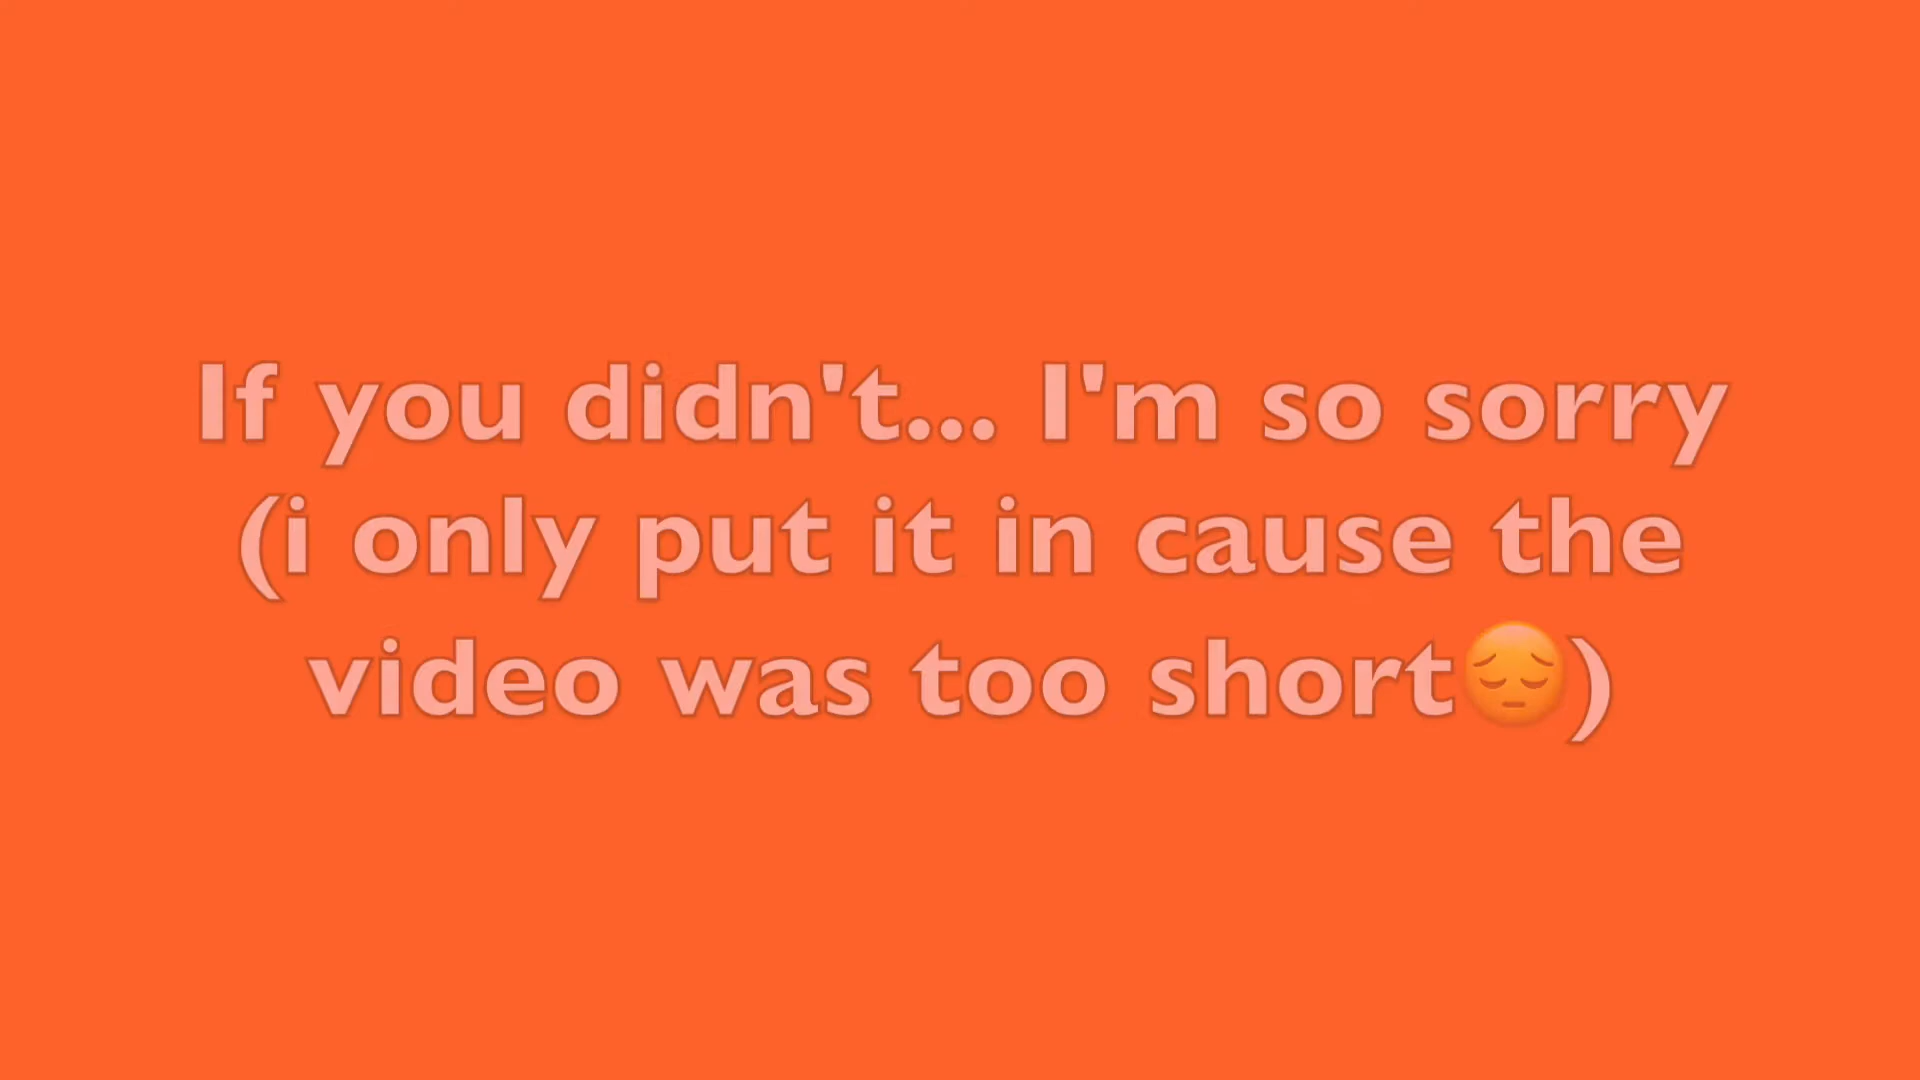 If you didn't... I'm so sorry
(i only put it in cause the
video was too short😔)